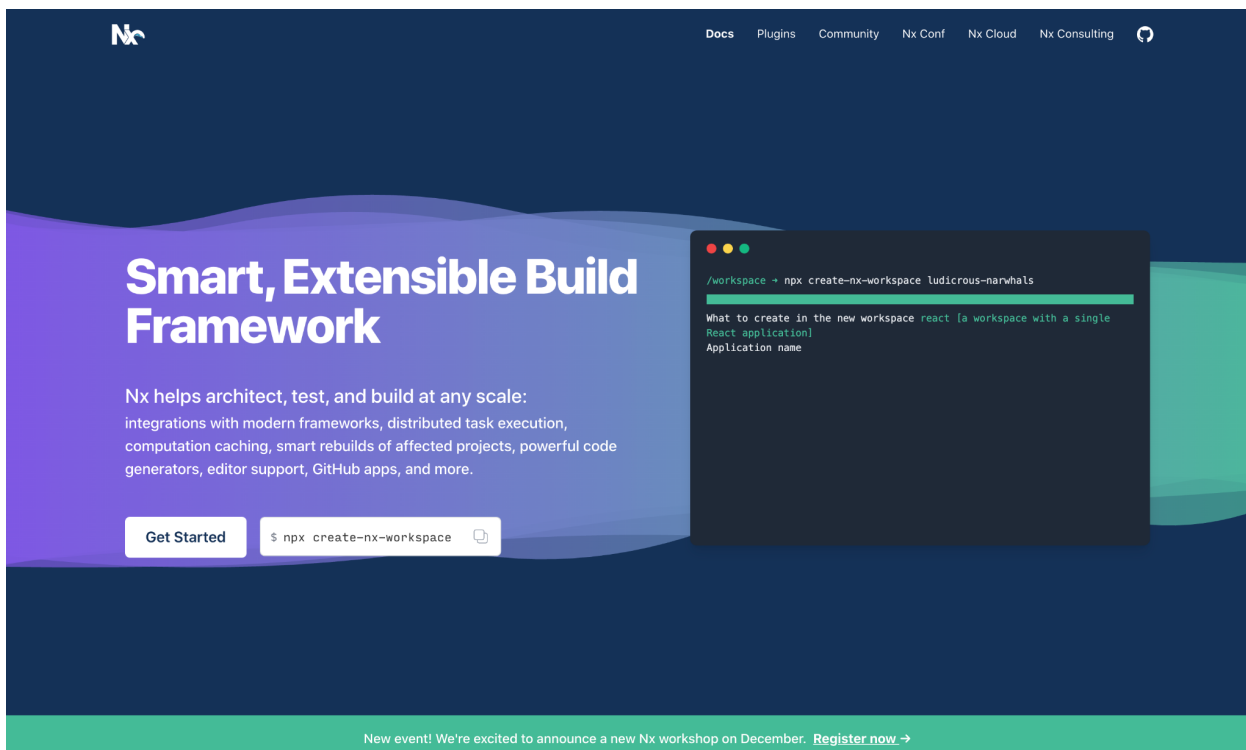 Nx
Docs Plugins Community Nx Conf Nx Cloud Nx Consulting
Smart, Extensible Build
Framework
Nx helps architect, test, and build at any scale:
integrations with modern frameworks, distributed task execution,
computation caching, smart rebuilds of affected projects, powerful code
generators, editor support, GitHub apps, and more.
Get Started
$ npx create-nx-workspace
/workspace → npx create-nx-workspace ludicrous-narwhals
What to create in the new workspace react [a workspace with a single
React application]
Application name
New event! We're excited to announce a new Nx workshop on December. Register now →